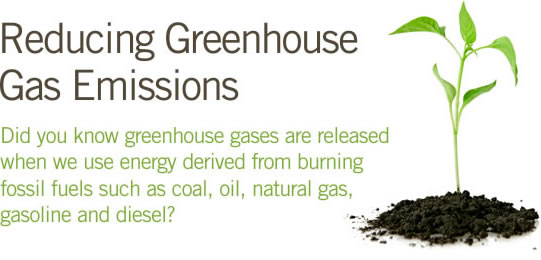 Reducing Greenhouse
Gas Emissions
Did you know greenhouse gases are released
when we use energy derived from burning
fossil fuels such as coal, oil, natural gas,
gasoline and diesel?